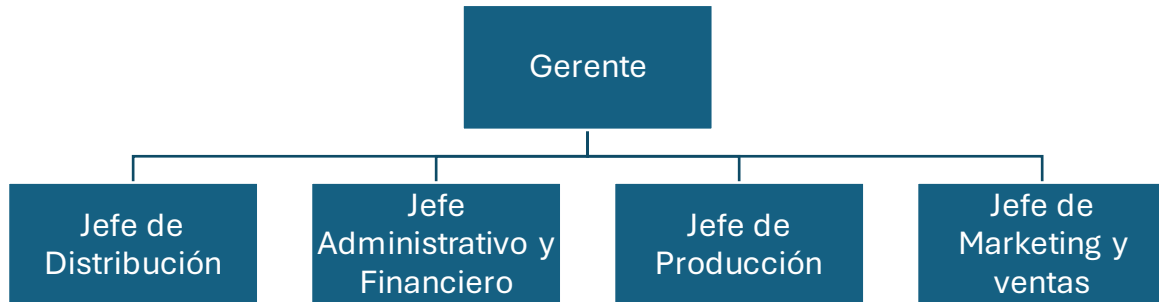 Gerente
Jefe de
Distribución
Jefe
Administrativo y
Financiero
Jefe de
Producción
Jefe de
Marketing y
ventas